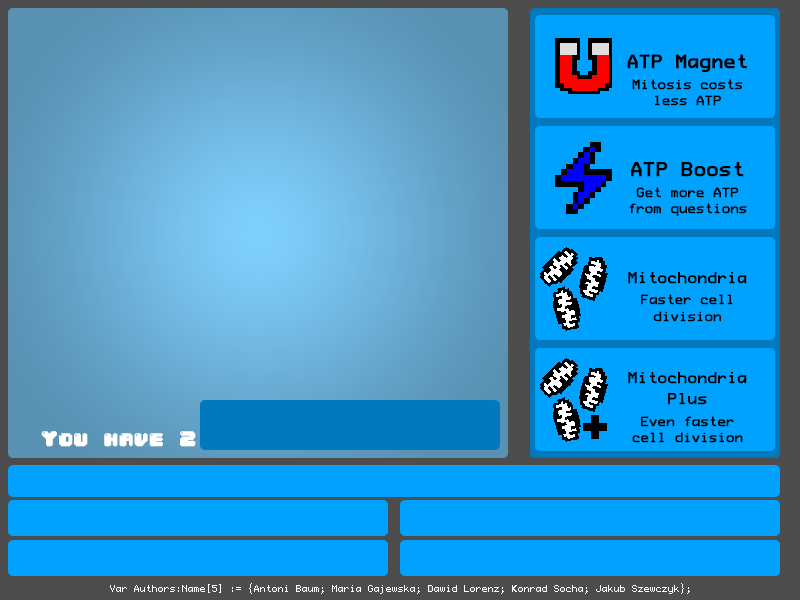 ATP Magnet
Mitosis costs
less ATP
ATP Boost
Get more ATP
from questions
Mitochondria
Faster cell
division
Mitochondria
Plus
Even faster
cell division
You have 2
Var Authors:Name[5] := {Antoni Baum; Maria Gajewska; Dawid Lorenz; Konrad Socha; Jakub Szewczyk};